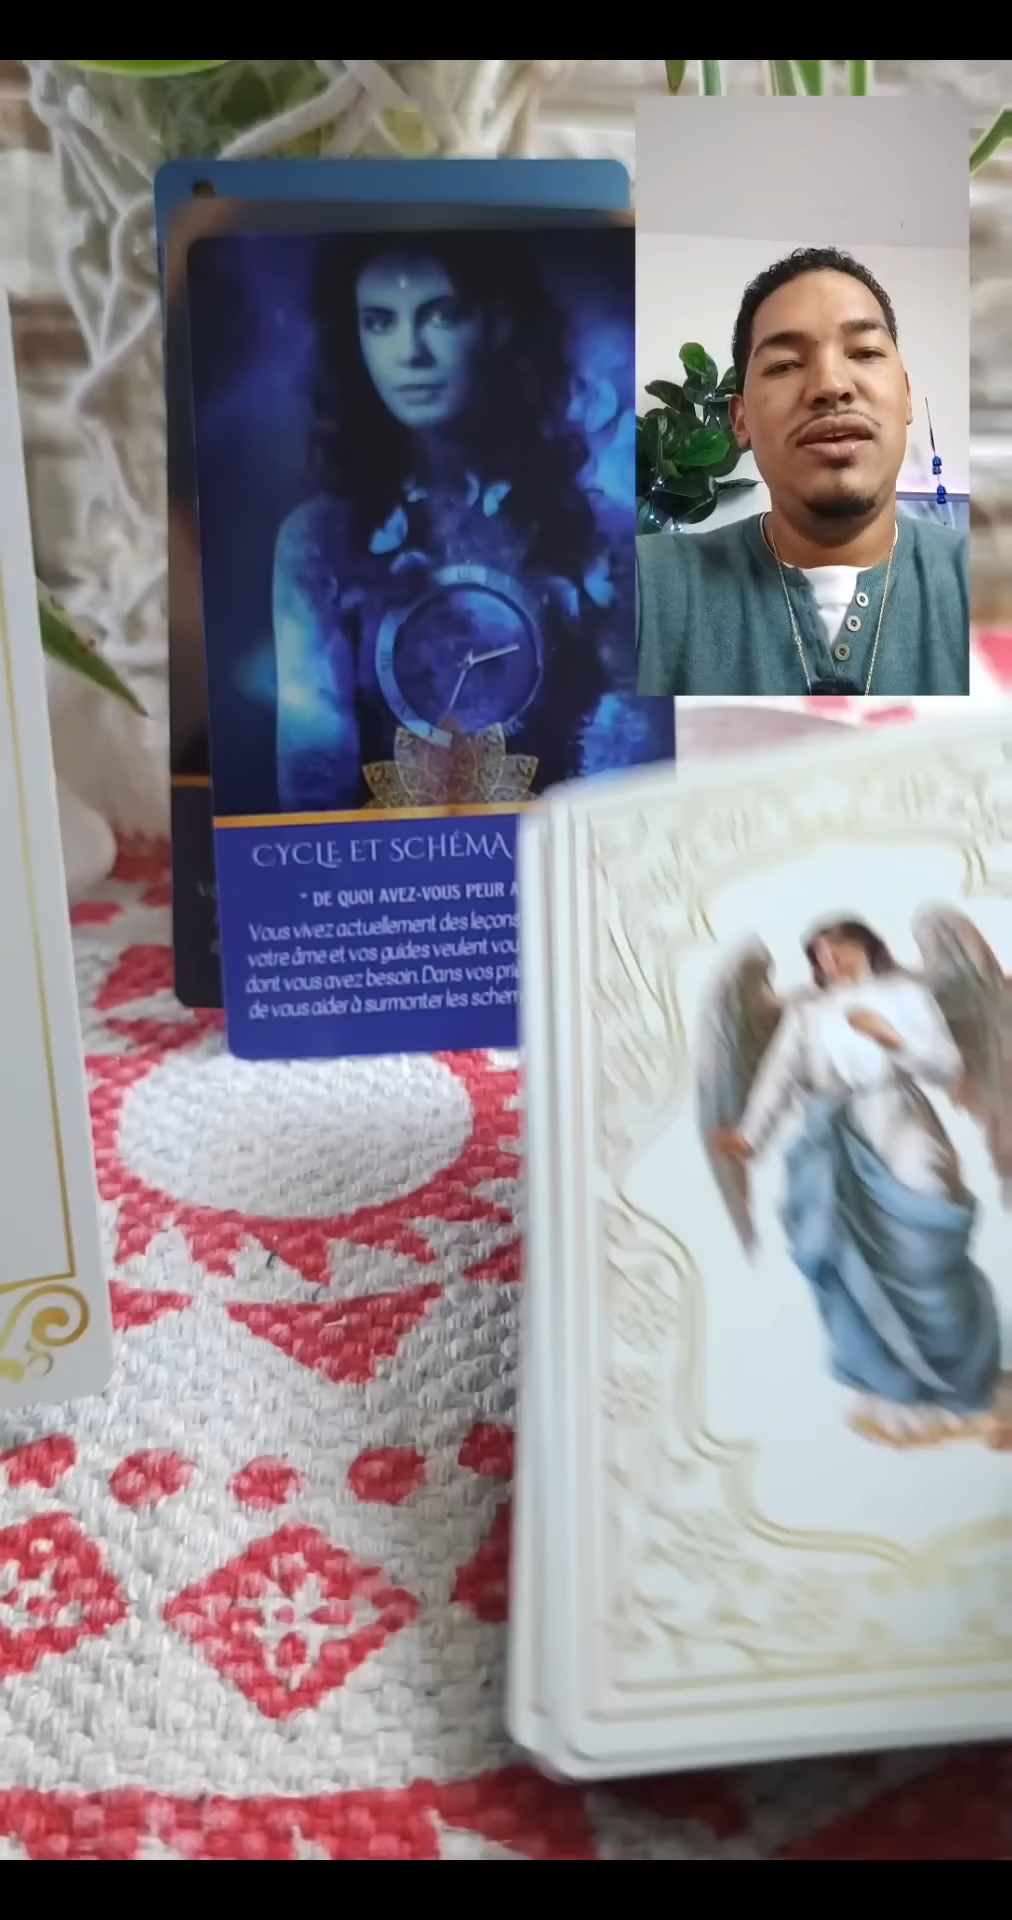 CYCLE ET SCHÉMA
" DE QUOI AVEZ-VOUS PEUR
Vous vivez actuellement des leçons
votre âme et vos guides veulent
dont vous avez besoin. Dans vos
de vous aider à surmonter les